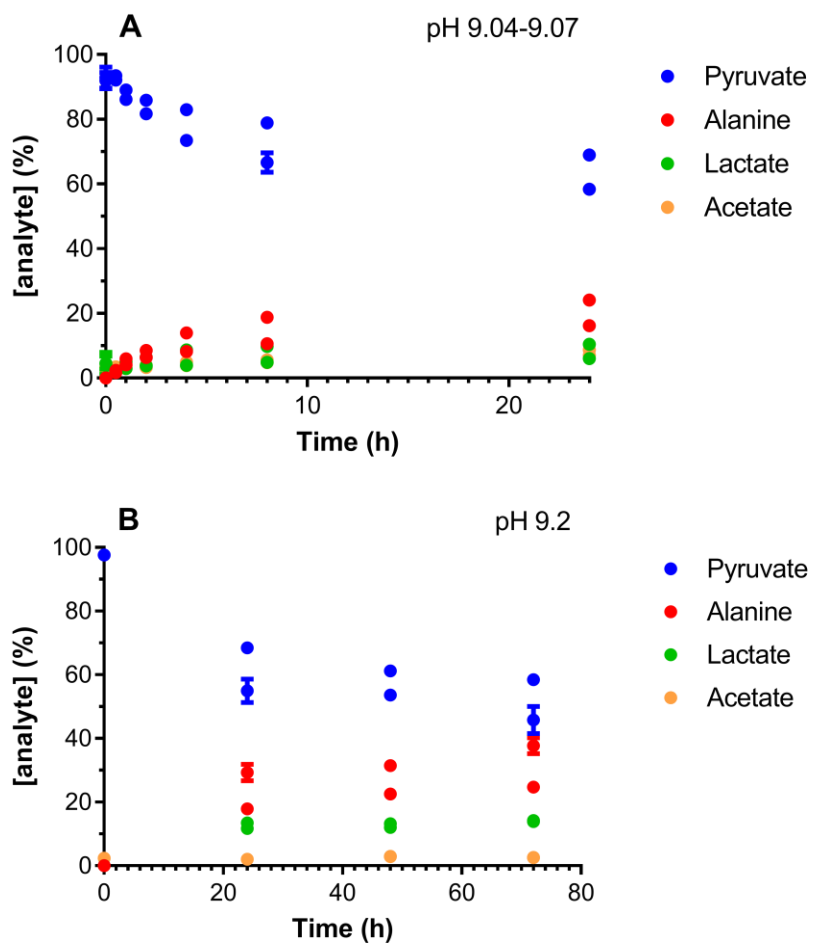 A
pH 9.04-9.07
100
80
60
40
20
0
[analyte] (%)
0
10
20
Time (h)
Pyruvate
Alanine
Lactate
Acetate
B
pH 9.2
100
80
60
40
20
0
[analyte] (%)
0
20
40
60
80
Time (h)
Pyruvate
Alanine
Lactate
Acetate